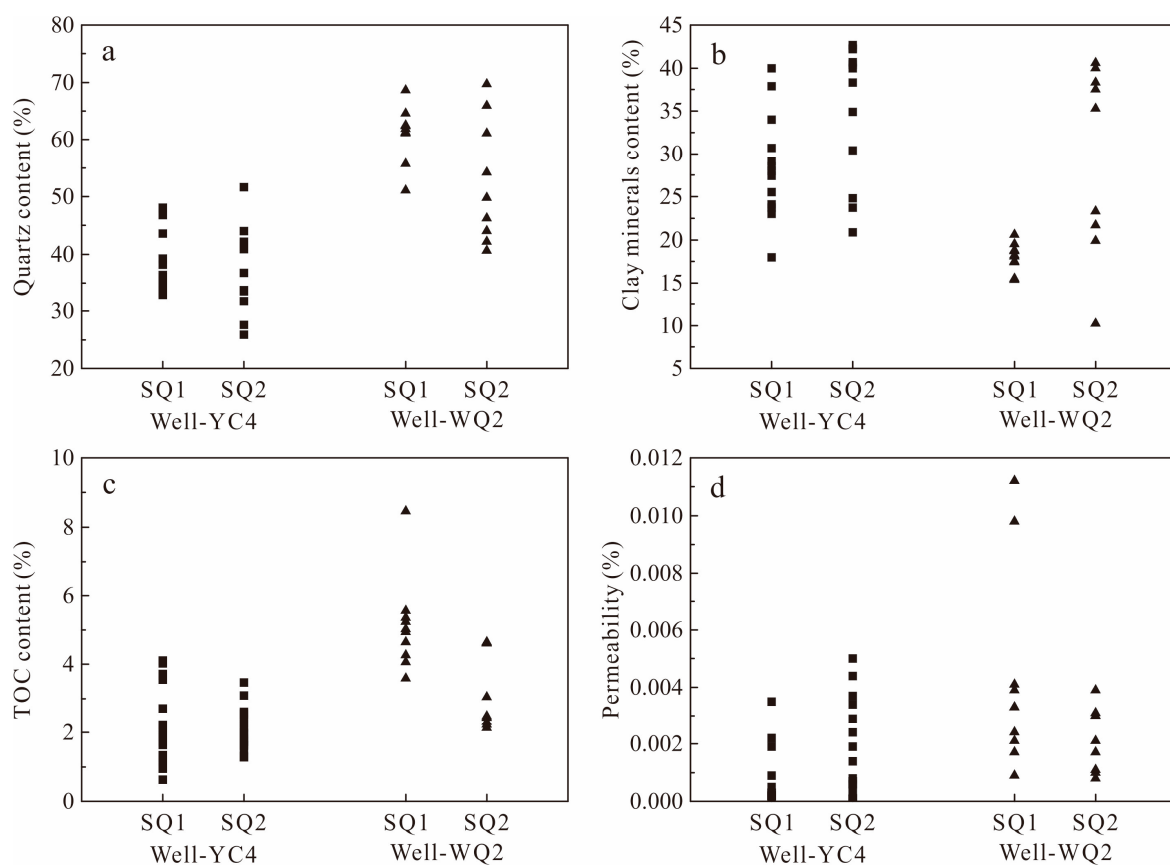 a
Quartz content (%)
80
70
60
50
40
30
20
SQ1 SQ2 SQ1 SQ2
Well-YC4 Well-WQ2
b
Clay minerals content (%)
45
40
35
30
25
20
15
10
5
SQ1 SQ2 SQ1 SQ2
Well-YC4 Well-WQ2
c
TOC content (%)
10
8
6
4
2
0
SQ1 SQ2 SQ1 SQ2
Well-YC4 Well-WQ2
d
Permeability (%)
0.012
0.010
0.008
0.006
0.004
0.002
0.000
SQ1 SQ2 SQ1 SQ2
Well-YC4 Well-WQ2